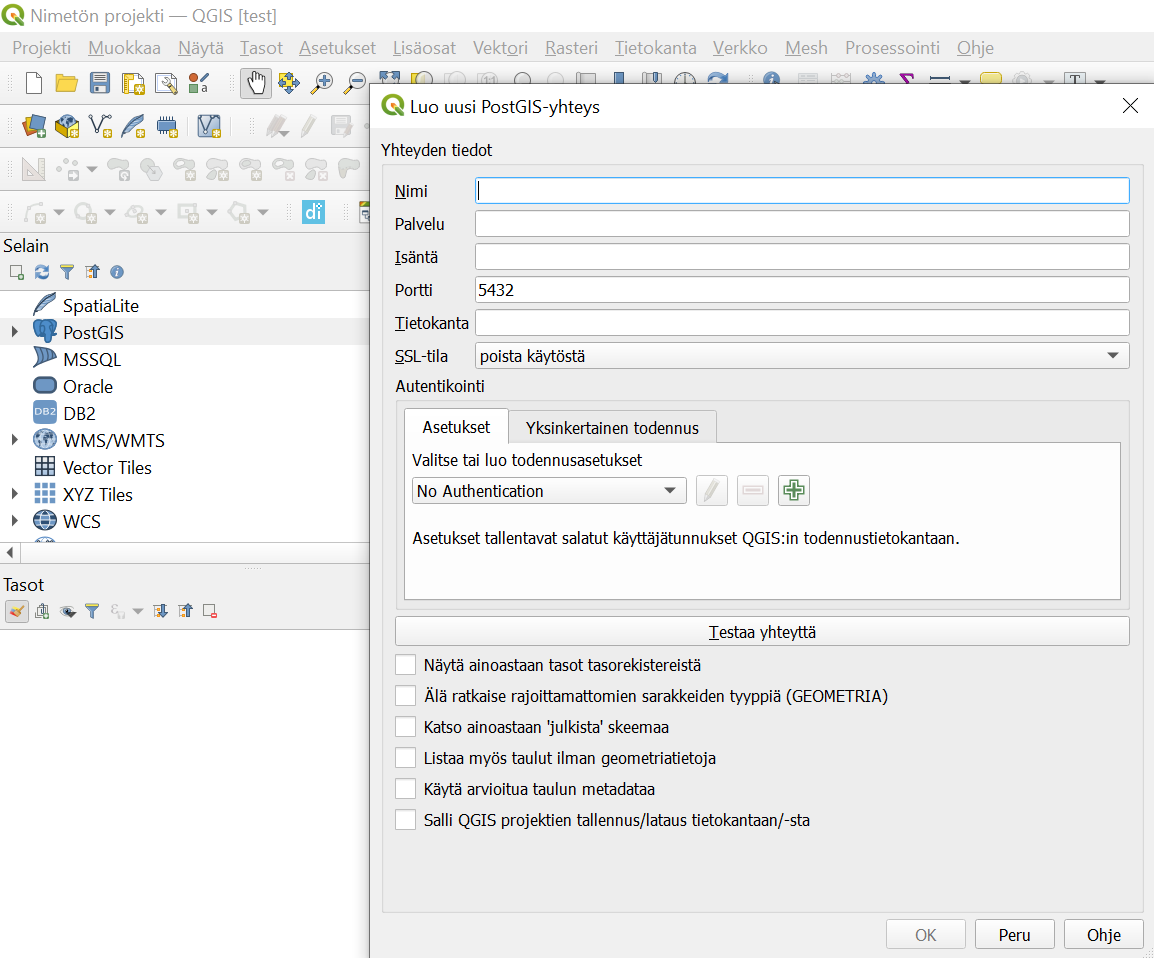 Nimetön projekti — QGIS [test]
Projekti Muokkaa Näytä Tasot Asetukset Lisäosat Vektori Rasteri Tietokanta Verkko Mesh Prosessointi Ohje
Luo uusi PostGIS-yhteys
Selain
SpatiaLite
PostGIS
MSSQL
Oracle
DB2 DB2
WMS/WMTS
Vector Tiles
XYZ Tiles
WCS
Tasot
Yhteyden tiedot
Nimi
Palvelu
Isäntä
Portti 5432
Tietokanta
SSL-tila poista käytöstä
Autentikointi
Asetukset Yksinkertainen todennus
Valitse tai luo todennusasetukset
No Authentication
Asetukset tallentavat salatut käyttäjätunnukset QGIS:in todennustietokantaan.
Testaa yhteyttä
Näytä ainoastaan tasot tasorekistereistä
Älä ratkaise rajoittamattomien sarakkeiden tyyppiä (GEOMETRIA)
Katso ainoastaan 'julkista' skeemaa
Listaa myös taulut ilman geometriatietoja
Käytä arvioitua taulun metadataa
Salli QGIS projektien tallennus/lataus tietokantaan/-sta
OK Peru Ohje